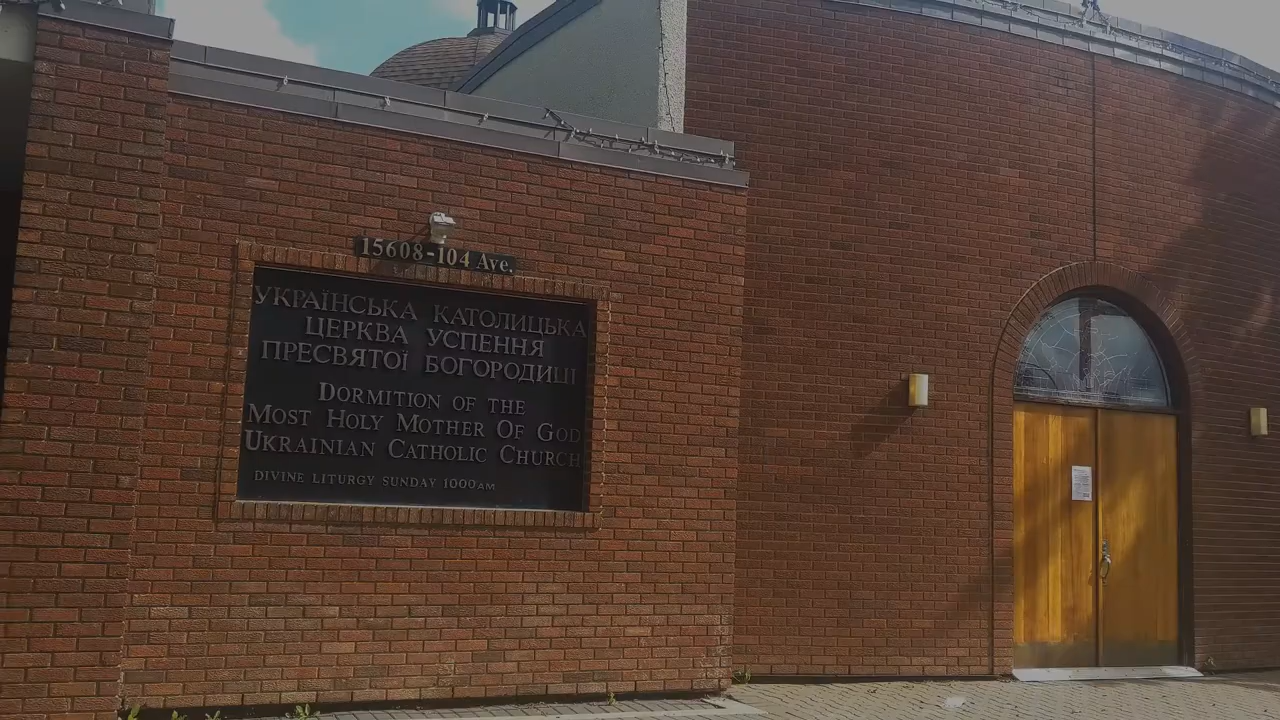 15608-104 Ave.
УКРАЇНСЬКА КАТОЛИЦЬКА
ЦЕРКВА УСПЕННЯ
ПРЕСВЯТОЇ БОГОРОДИЦІ
DORMITION OF THE
MOST HOLY MOTHER OF GOD
UKRAINIAN CATHOLIC CHURCH
DIVINE LITURGY SUNDAY 1000AM